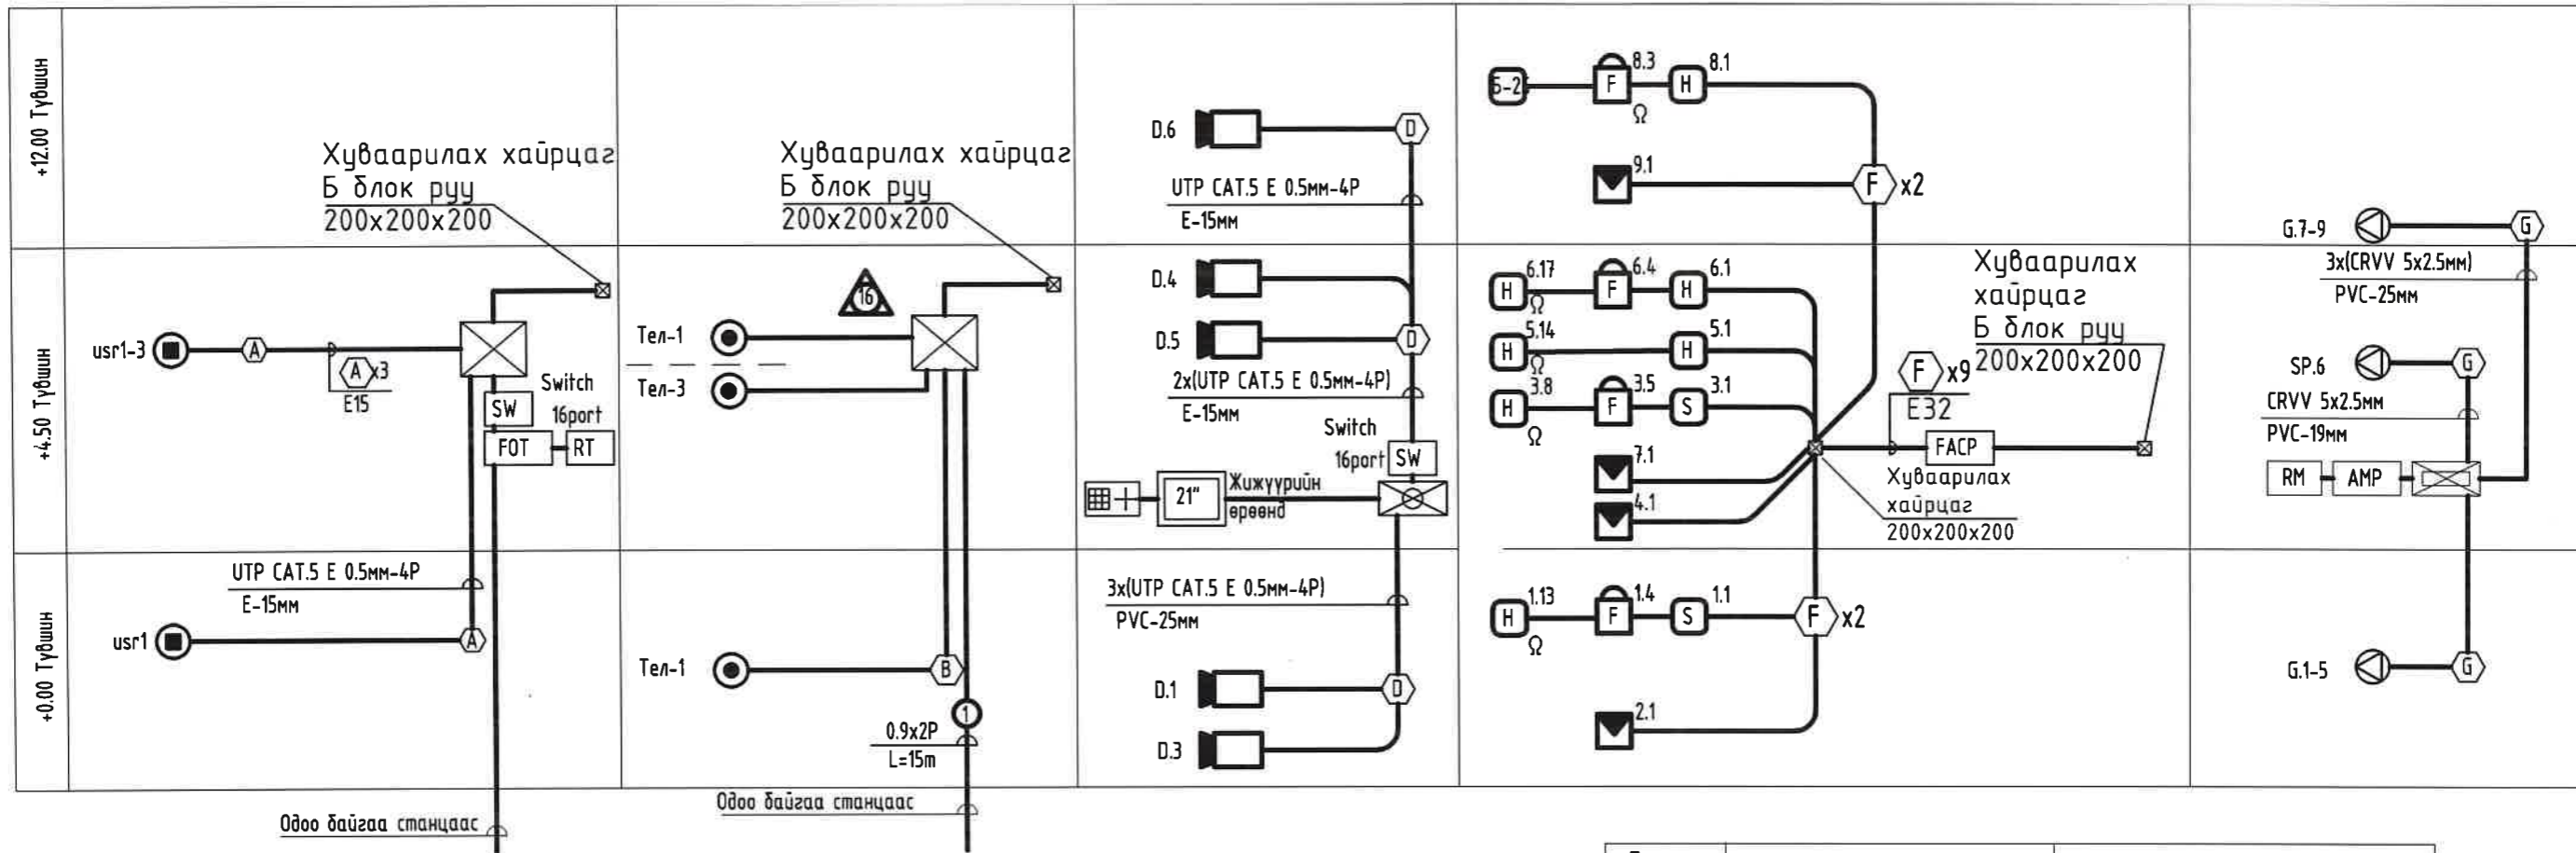 +12.00 Түвшин
Хуваарилах хайрцаг
Б блок руу
200x200x200
Хуваарилах хайрцаг
Б блок руу
200x200x200
D.6
D
UTP CAT.5 E 0.5мм-4P
E-15мм
Б-2
F
8.3
Ω
H
8.1
9.1
F
x2
G.7-9
G
+4.50 Түвшин
usr1-3
A
A
x3
E15
Switch
16port
SW
FOT
RT
16
Тел-1
Тел-3
D.4
D.5
D
2x(UTP CAT.5 E 0.5мм-4P)
E-15мм
Switch
16port
SW
21"
Жижүүрийн
өрөөнд
H
6.17
Ω
F
6.4
H
6.1
H
5.14
Ω
H
5.1
H
3.8
Ω
F
3.5
S
3.1
7.1
4.1
F
x9
E32
FACP
Хуваарилах
хайрцаг
Б блок руу
200x200x200
Хуваарилах
хайрцаг
200x200x200
3x(CRVV 5x2.5мм)
PVC-25мм
SP.6
G
CRVV 5x2.5мм
PVC-19мм
RM
AMP
+0.00 Түвшин
UTP CAT.5 E 0.5мм-4P
E-15мм
usr1
A
Тел-1
B
1
0.9x2P
L=15m
3x(UTP CAT.5 E 0.5мм-4P)
PVC-25мм
D.1
D
D.3
H
1.13
Ω
F
1.4
S
1.1
F
x2
2.1
G.1-5
G
Одоо байгаа станцаас
Одоо байгаа станцаас